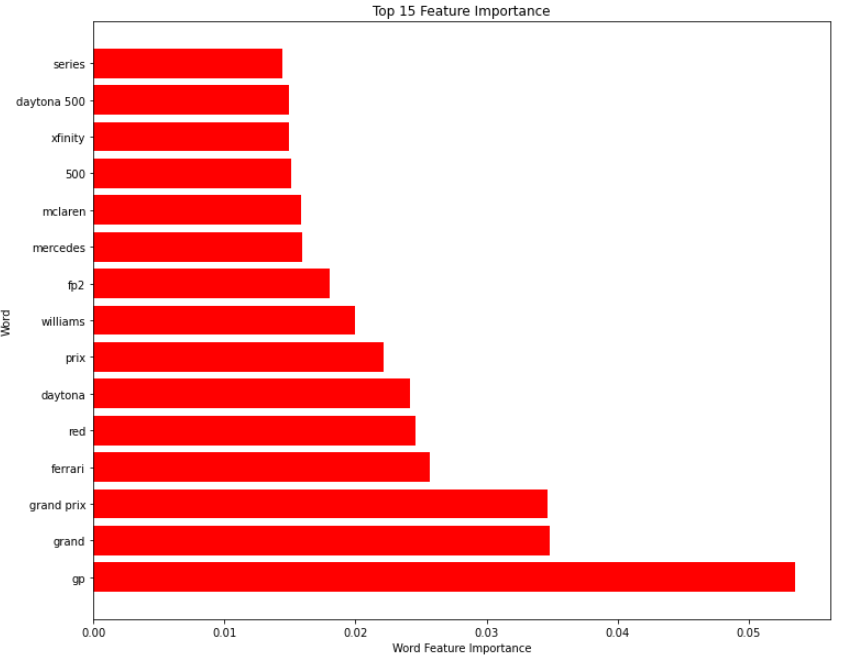 Top 15 Feature Importance
Word
series
daytona 500
xfinity
500
mclaren
mercedes
fp2
williams
prix
daytona
red
ferrari
grand prix
grand
gp
0.00 0.01 0.02 0.03 0.04 0.05
Word Feature Importance